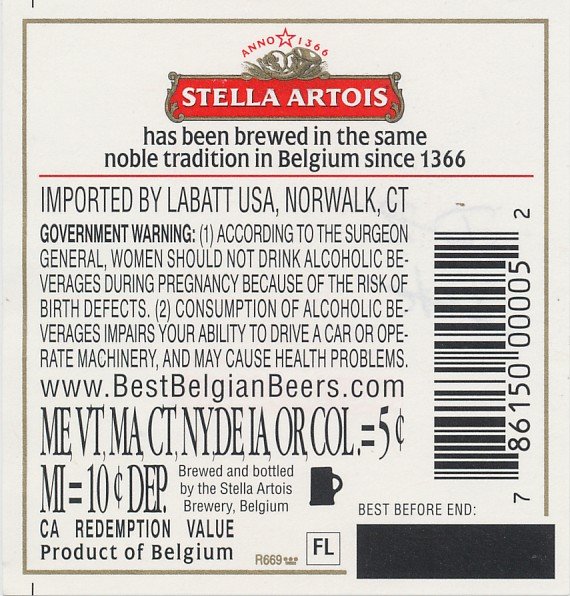 ANNO 1366
STELLA ARTOIS
has been brewed in the same
noble tradition in Belgium since 1366
IMPORTED BY LABATT USA, NORWALK, CT
GOVERNMENT WARNING: (1) ACCORDING TO THE SURGEON
GENERAL, WOMEN SHOULD NOT DRINK ALCOHOLIC BE-
VERAGES DURING PREGNANCY BECAUSE OF THE RISK OF
BIRTH DEFECTS. (2) CONSUMPTION OF ALCOHOLIC BE-
VERAGES IMPAIRS YOUR ABILITY TO DRIVE A CAR OR OPE-
RATE MACHINERY, AND MAY CAUSE HEALTH PROBLEMS.
www.BestBelgianBeers.com
ME,VT,MA,CT,NY,DE,IA,OR,COL.=5¢
MI=10¢ DEP.
Brewed and bottled
by the Stella Artois
Brewery, Belgium
CA REDEMPTION VALUE
Product of Belgium
R669
FL
BEST BEFORE END:
7 86150 00005 2